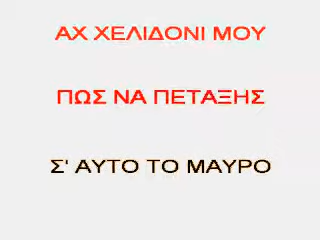 ΑΧ ΧΕΛΙΔΟΝΙ ΜΟΥ
ΠΩΣ ΝΑ ΠΕΤΑΞΗΣ
Σ' ΑΥΤΟ ΤΟ ΜΑΥΡΟ